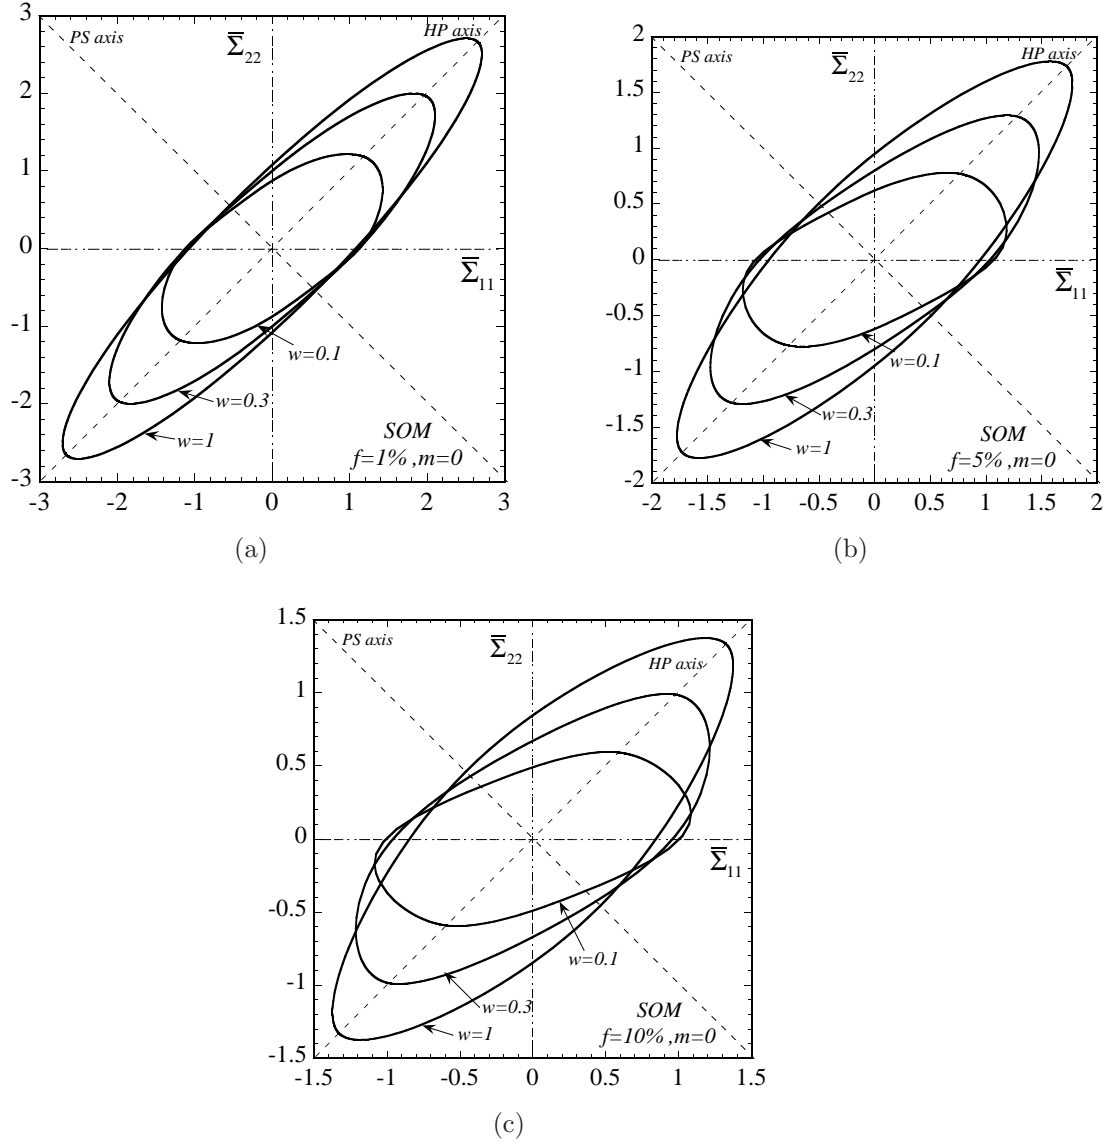 3
2
1
0
-1
-2
-3
-3 -2 -1 0 1 2 3
PS axis
HP axis
Σ̅22
Σ̅11
w=0.1
w=0.3
w=1
SOM
f=1% ,m=0
(a)
2
1.5
1
0.5
0
-0.5
-1
-1.5
-2
-2 -1.5 -1 -0.5 0 0.5 1 1.5 2
PS axis
HP axis
Σ̅22
Σ̅11
w=0.1
w=0.3
w=1
SOM
f=5% ,m=0
(b)
1.5
1
0.5
0
-0.5
-1
-1.5
-1.5 -1 -0.5 0 0.5 1 1.5
PS axis
HP axis
Σ̅22
Σ̅11
w=0.1
w=0.3
w=1
SOM
f=10% ,m=0
(c)